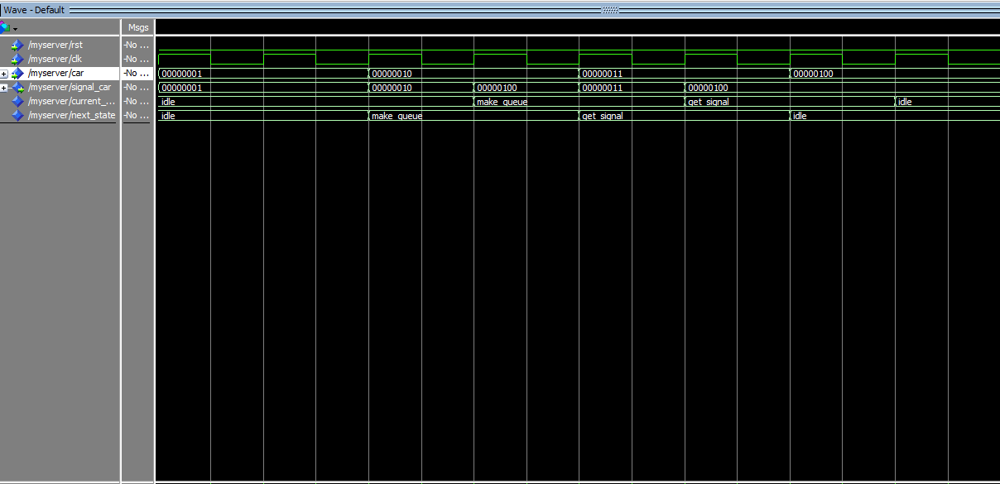 Wave - Default
Msgs
/myserver/rst -No ...
/myserver/clk -No ...
/myserver/car -No ... 00000001 00000010 00000011 00000100
/myserver/signal_car -No ... 00000001 00000010 00000100 00000011 00000100
/myserver/current_... -No ... idle make_queue get_signal idle
/myserver/next_state -No ... idle make_queue get_signal idle